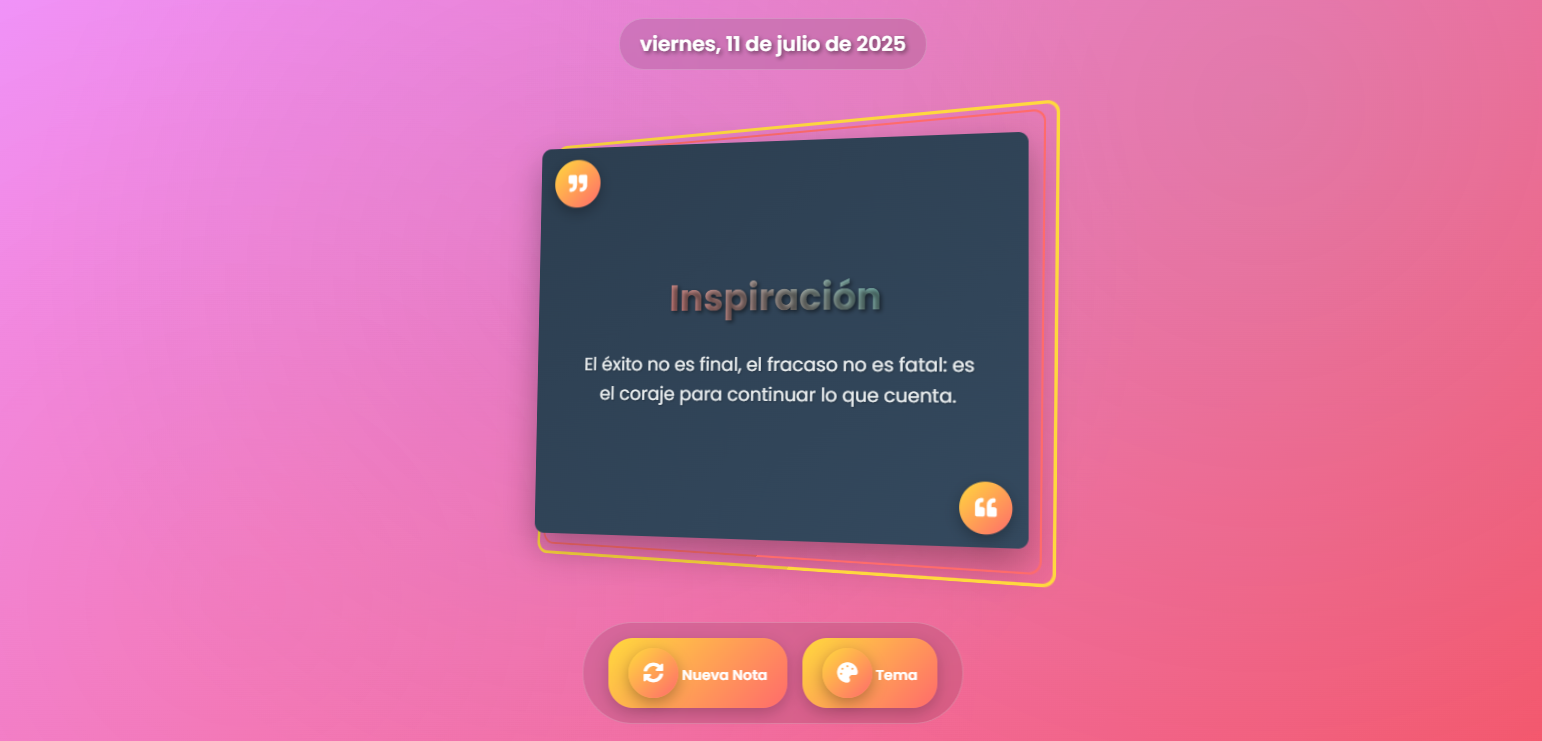 viernes, 11 de julio de 2025
Inspiración
El éxito no es final, el fracaso no es fatal: es
el coraje para continuar lo que cuenta.
Nueva Nota
Tema